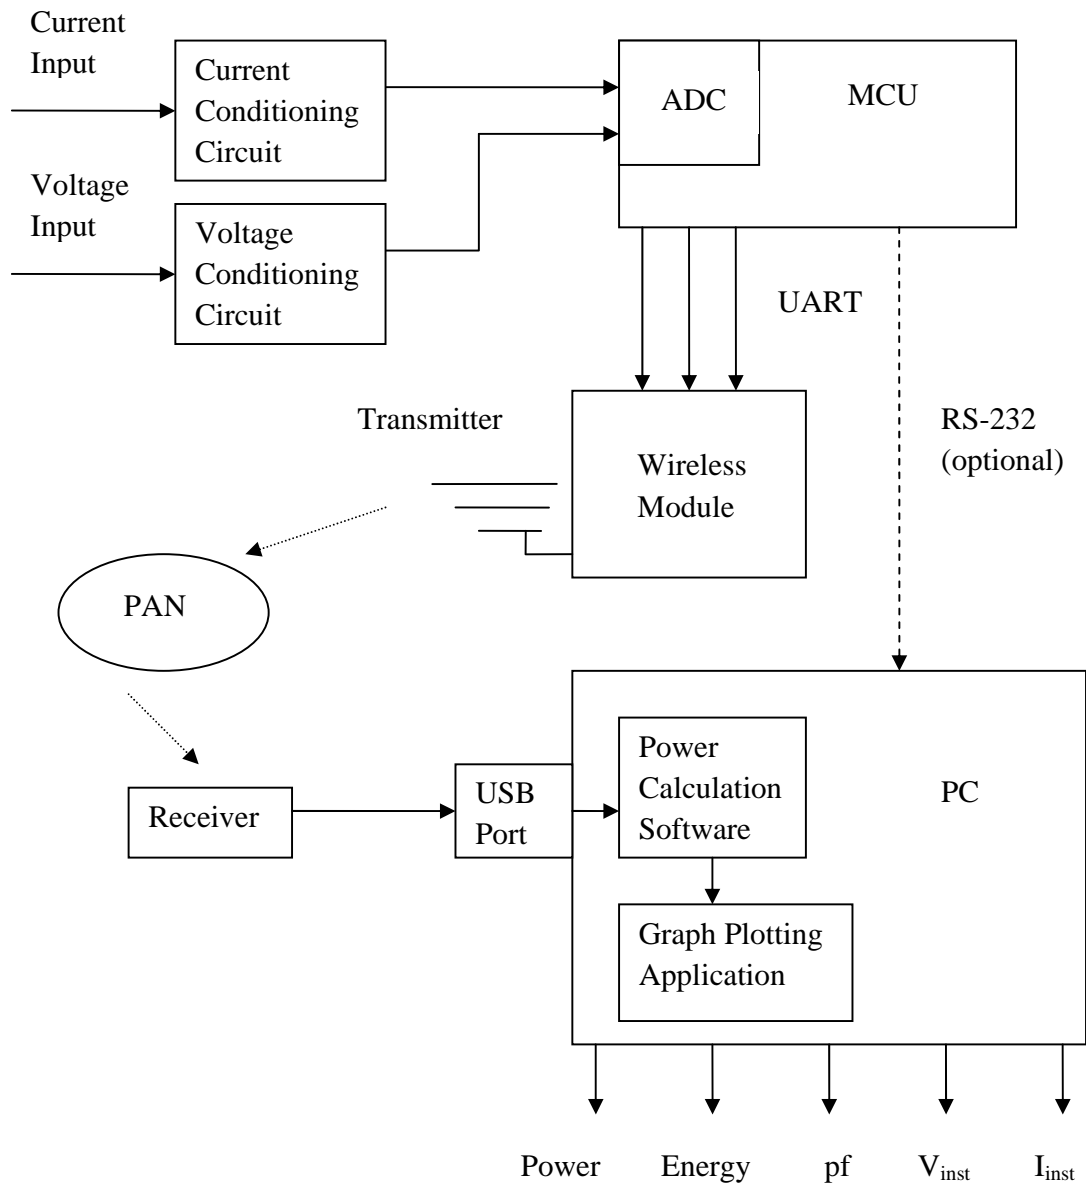 Current
Input
Current
Conditioning
Circuit
ADC
MCU
Voltage
Input
Voltage
Conditioning
Circuit
UART
Transmitter
RS-232
(optional)
Wireless
Module
PAN
Receiver
USB
Port
Power
Calculation
Software
PC
Graph Plotting
Application
Power
Energy
pf
Vinst
Iinst